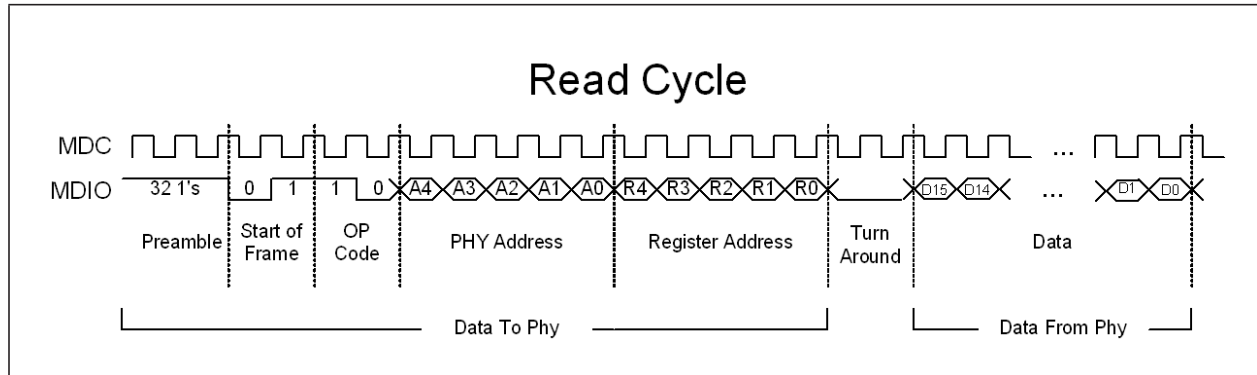 Read Cycle
MDC ...
MDIO 32 1's 0 1 1 0 A4 A3 A2 A1 A0 R4 R3 R2 R1 R0 D15 D14 ... D1 D0
Preamble Start of Frame OP Code PHY Address Register Address Turn Around Data
Data To Phy Data From Phy